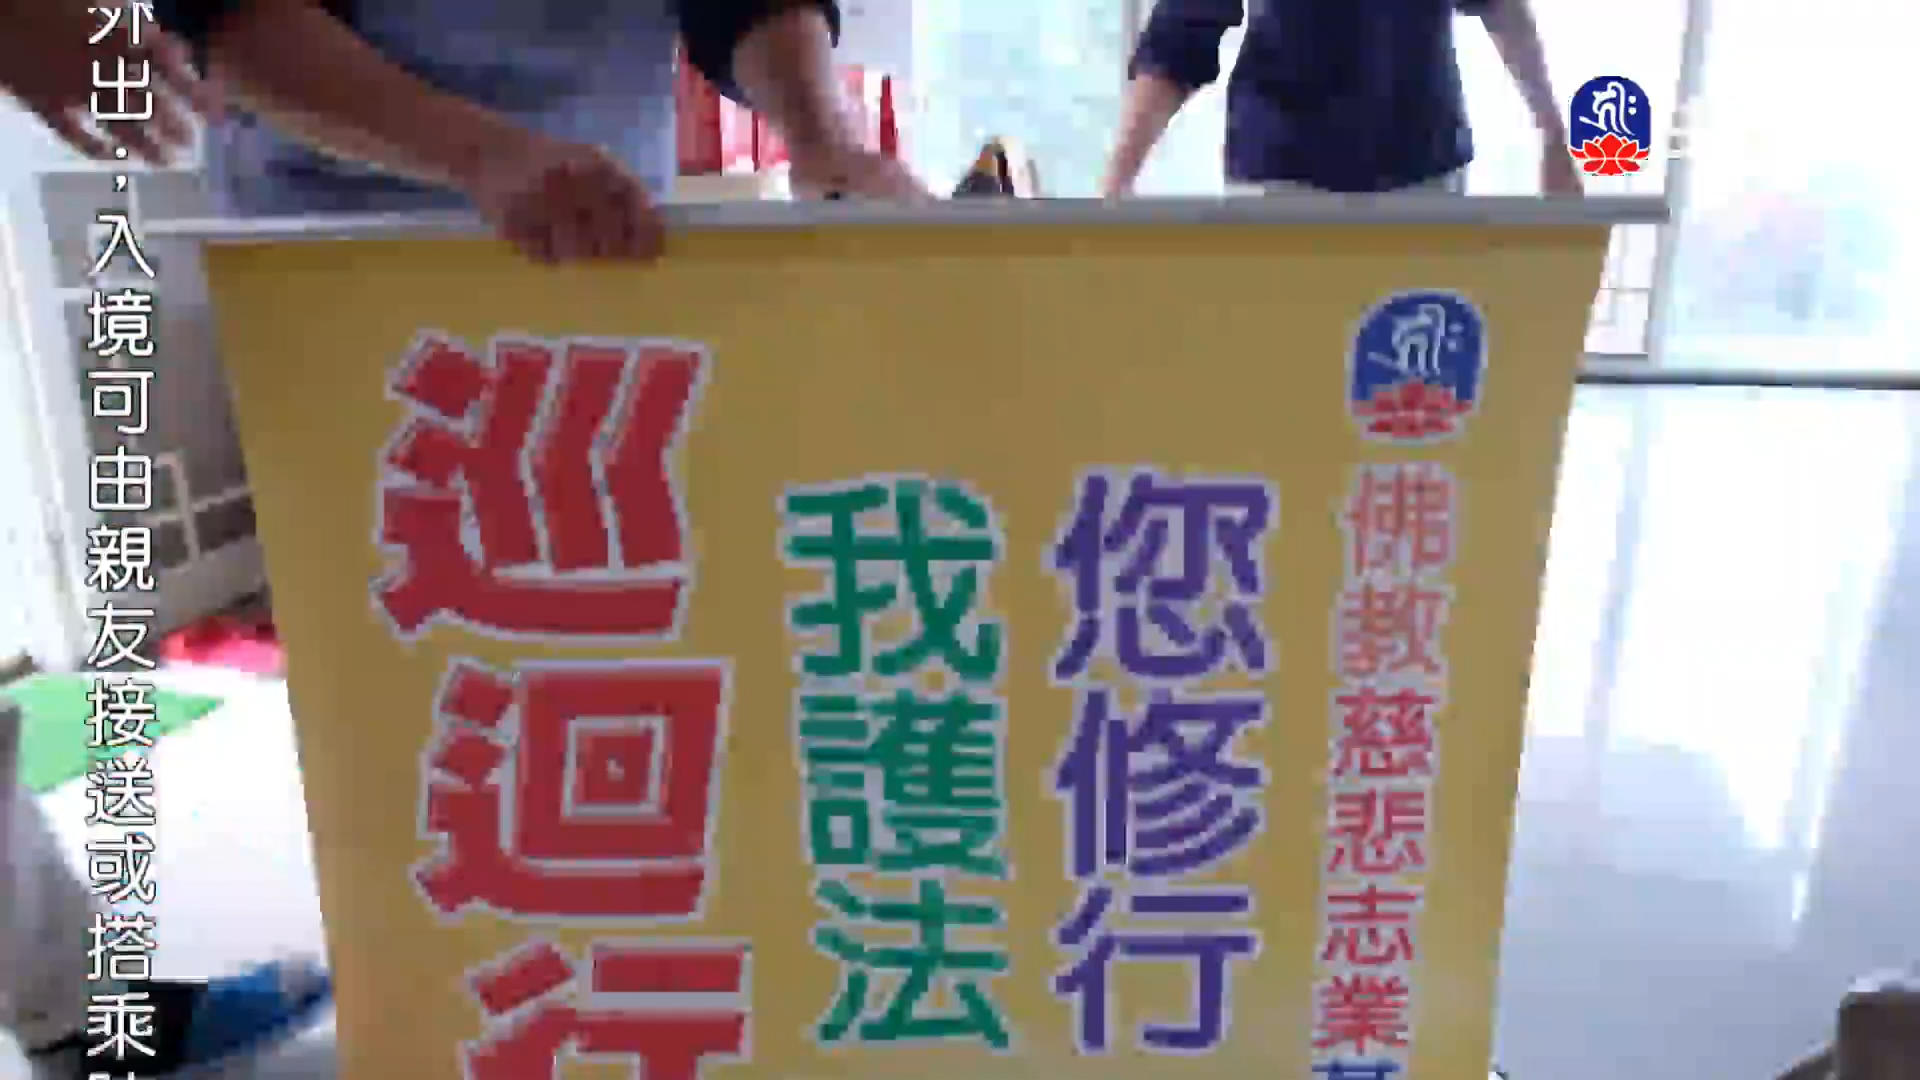 佛教慈悲志業
您修行
我護法
巡迴行
外出；入境可由親友接送或搭乘